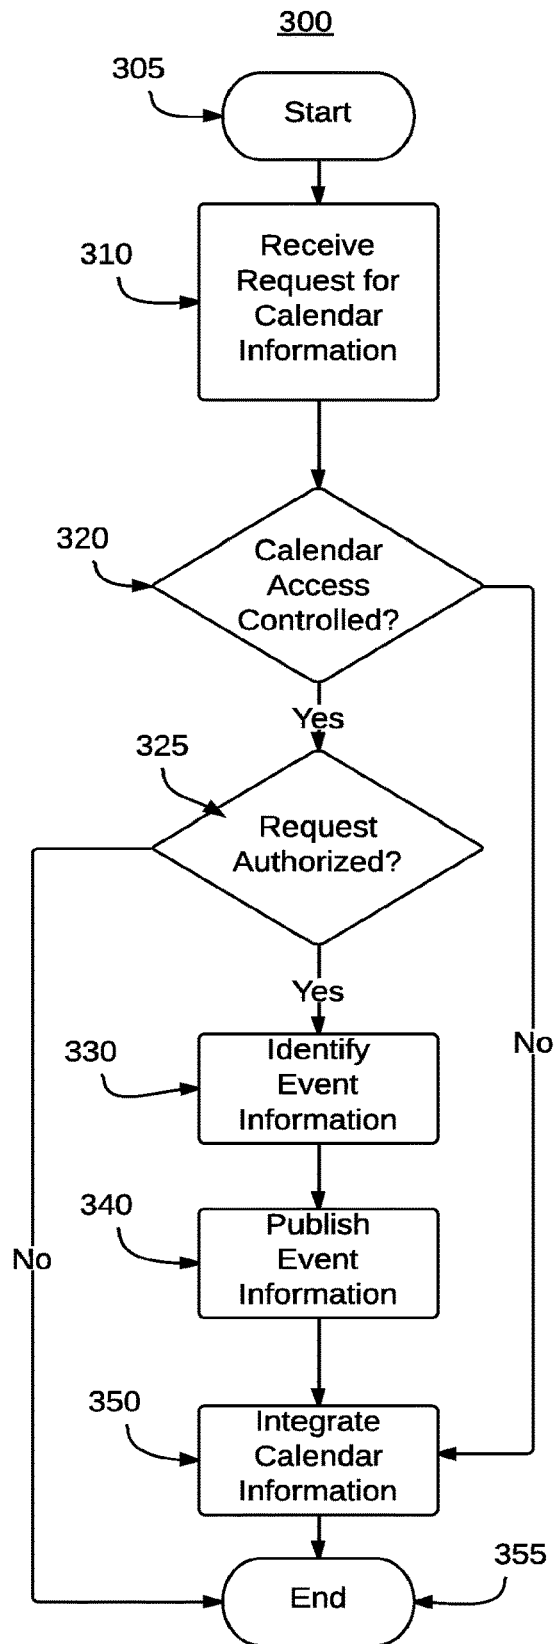 300
305
Start
310
Receive
Request for
Calendar
Information
320
Calendar
Access
Controlled?
Yes
325
Request
Authorized?
Yes
No
330
Identify
Event
Information
340
Publish
Event
Information
No
350
Integrate
Calendar
Information
355
End